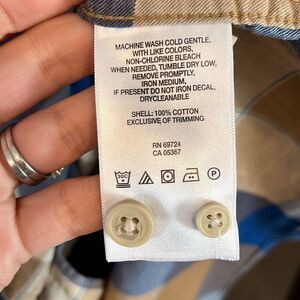 MACHINE WASH COLD GENTLE,
WITH LIKE COLORS,
NON-CHLORINE BLEACH
WHEN NEEDED, TUMBLE DRY LOW,
REMOVE PROMPTLY,
IRON MEDIUM,
IF PRESENT DO NOT IRON DECAL,
DRYCLEANABLE
SHELL: 100% COTTON
EXCLUSIVE OF TRIMMING
RN 69724
CA 05367
P